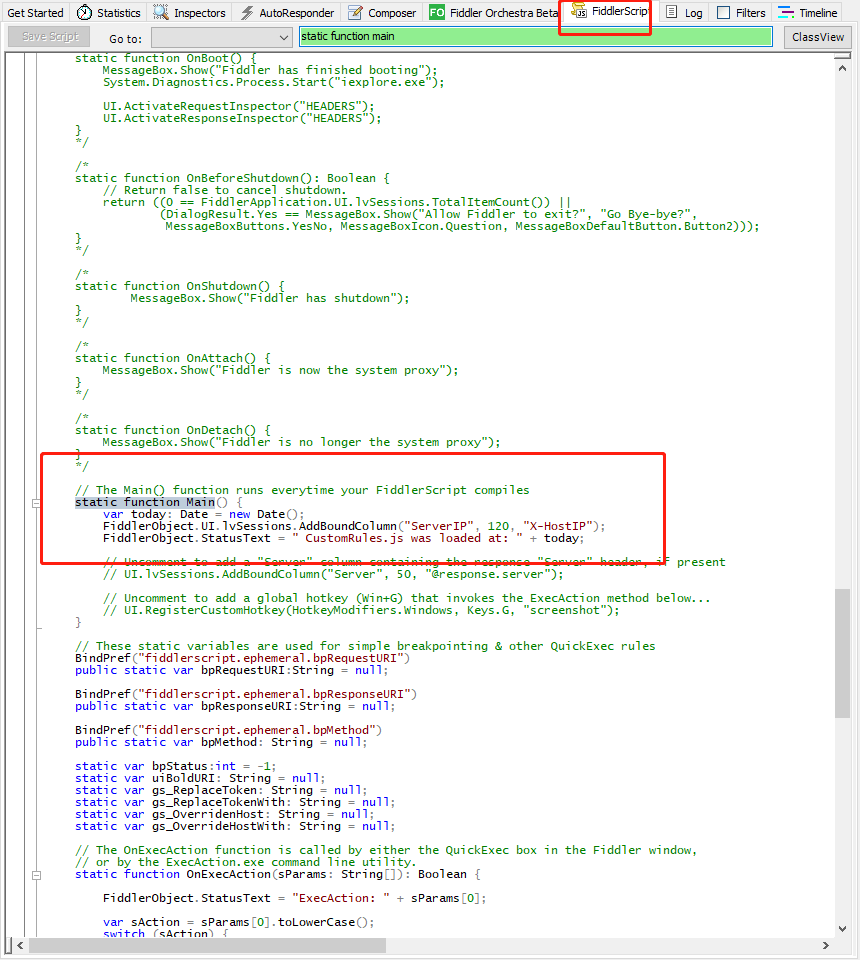 Get Started Statistics Inspectors AutoResponder Composer FO Fiddler Orchestra Beta JS FiddlerScrip Log Filters Timeline
Save Script Go to: static function main ClassView
static function OnBoot() {
MessageBox.Show("Fiddler has finished booting");
System.Diagnostics.Process.Start("iexplore.exe");
UI.ActivateRequestInspector("HEADERS");
UI.ActivateResponseInspector("HEADERS");
}
*/
/*
static function OnBeforeShutdown(): Boolean {
// Return false to cancel shutdown.
return ((0 == FiddlerApplication.UI.lvSessions.TotalItemCount()) ||
(DialogResult.Yes == MessageBox.Show("Allow Fiddler to exit?", "Go Bye-bye?",
MessageBoxButtons.YesNo, MessageBoxIcon.Question, MessageBoxDefaultButton.Button2)));
}
*/
/*
static function OnShutdown() {
MessageBox.Show("Fiddler has shutdown");
}
*/
/*
static function OnAttach() {
MessageBox.Show("Fiddler is now the system proxy");
}
*/
/*
static function OnDetach() {
MessageBox.Show("Fiddler is no longer the system proxy");
}
*/
// The Main() function runs everytime your FiddlerScript compiles
static function Main() {
var today: Date = new Date();
FiddlerObject.UI.lvSessions.AddBoundColumn("ServerIP", 120, "X-HostIP");
FiddlerObject.StatusText = " CustomRules.js was loaded at: " + today;
// Uncomment to add a "Server" column containing the response "Server" header, if present
// UI.lvSessions.AddBoundColumn("Server", 50, "@response.server");
// Uncomment to add a global hotkey (Win+G) that invokes the ExecAction method below...
// UI.RegisterCustomHotkey(HotkeyModifiers.Windows, Keys.G, "screenshot");
}
// These static variables are used for simple breakpointing & other QuickExec rules
BindPref("fiddlerscript.ephemeral.bpRequestURI")
public static var bpRequestURI:String = null;
BindPref("fiddlerscript.ephemeral.bpResponseURI")
public static var bpResponseURI:String = null;
BindPref("fiddlerscript.ephemeral.bpMethod")
public static var bpMethod: String = null;
static var bpStatus:int = -1;
static var uiBoldURI: String = null;
static var gs_ReplaceToken: String = null;
static var gs_ReplaceTokenWith: String = null;
static var gs_OverridenHost: String = null;
static var gs_OverrideHostWith: String = null;
// The OnExecAction function is called by either the QuickExec box in the Fiddler window,
// or by the ExecAction.exe command line utility.
static function OnExecAction(sParams: String[]): Boolean {
FiddlerObject.StatusText = "ExecAction: " + sParams[0];
var sAction = sParams[0].toLowerCase();
switch (sAction) {